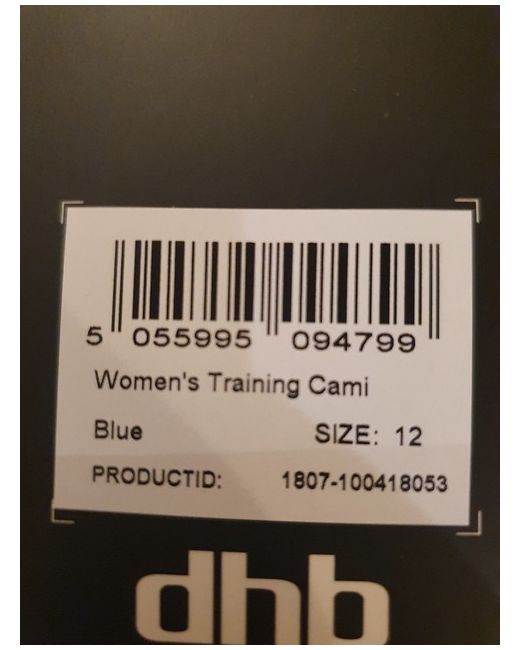 5 055995 094799
Women's Training Cami
Blue SIZE: 12
PRODUCTID: 1807-100418053
dhb